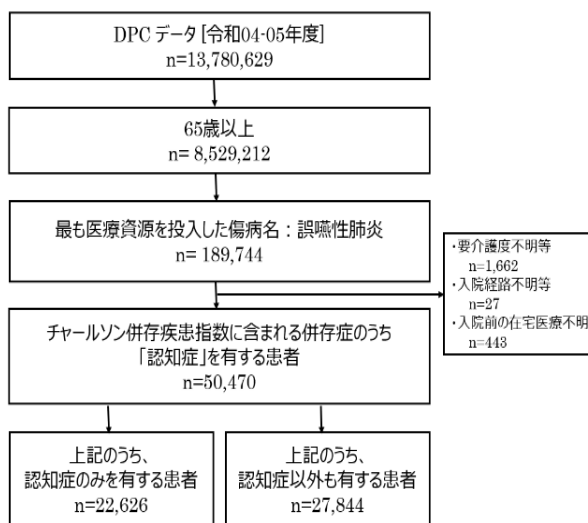 DPC データ [令和04-05年度]
n=13,780,629
65歳以上
n= 8,529,212
最も医療資源を投入した傷病名：誤嚥性肺炎
n= 189,744
・要介護度不明等
n=1,662
・入院経路不明等
n=27
・入院前の在宅医療不明
n=443
チャールソン併存疾患指数に含まれる併存症のうち
「認知症」を有する患者
n=50,470
上記のうち、
認知症のみを有する患者
n=22,626
上記のうち、
認知症以外も有する患者
n=27,844